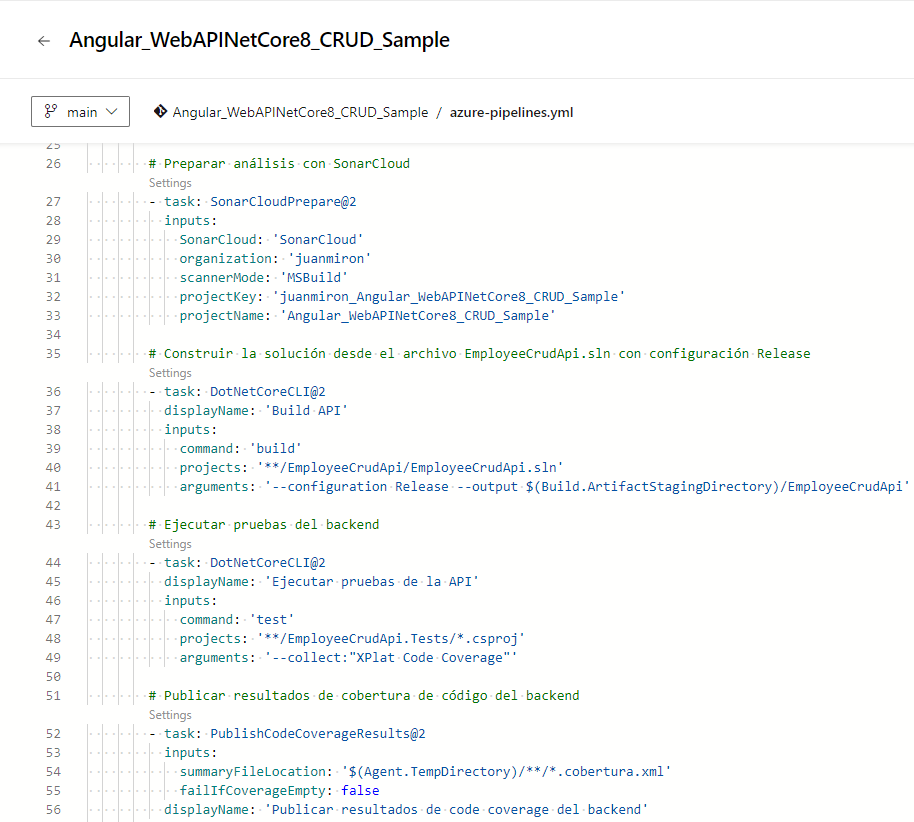 Angular_WebAPINetCore8_CRUD_Sample
main
Angular_WebAPINetCore8_CRUD_Sample / azure-pipelines.yml
25
26 # Preparar análisis con SonarCloud
Settings
27 - task: SonarCloudPrepare@2
28 inputs:
29 SonarCloud: 'SonarCloud'
30 organization: 'juanmiron'
31 scannerMode: 'MSBuild'
32 projectKey: 'juanmiron_Angular_WebAPINetCore8_CRUD_Sample'
33 projectName: 'Angular_WebAPINetCore8_CRUD_Sample'
34
35 # Construir la solución desde el archivo EmployeeCrudApi.sln con configuración Release
Settings
36 - task: DotNetCoreCLI@2
37 displayName: 'Build API'
38 inputs:
39 command: 'build'
40 projects: '**/EmployeeCrudApi/EmployeeCrudApi.sln'
41 arguments: '--configuration Release --output $(Build.ArtifactStagingDirectory)/EmployeeCrudApi'
42
43 # Ejecutar pruebas del backend
Settings
44 - task: DotNetCoreCLI@2
45 displayName: 'Ejecutar pruebas de la API'
46 inputs:
47 command: 'test'
48 projects: '**/EmployeeCrudApi.Tests/*.csproj'
49 arguments: '--collect:"XPlat Code Coverage"'
50
51 # Publicar resultados de cobertura de código del backend
Settings
52 - task: PublishCodeCoverageResults@2
53 inputs:
54 summaryFileLocation: '$(Agent.TempDirectory)/**/*.cobertura.xml'
55 failIfCoverageEmpty: false
56 displayName: 'Publicar resultados de code coverage del backend'